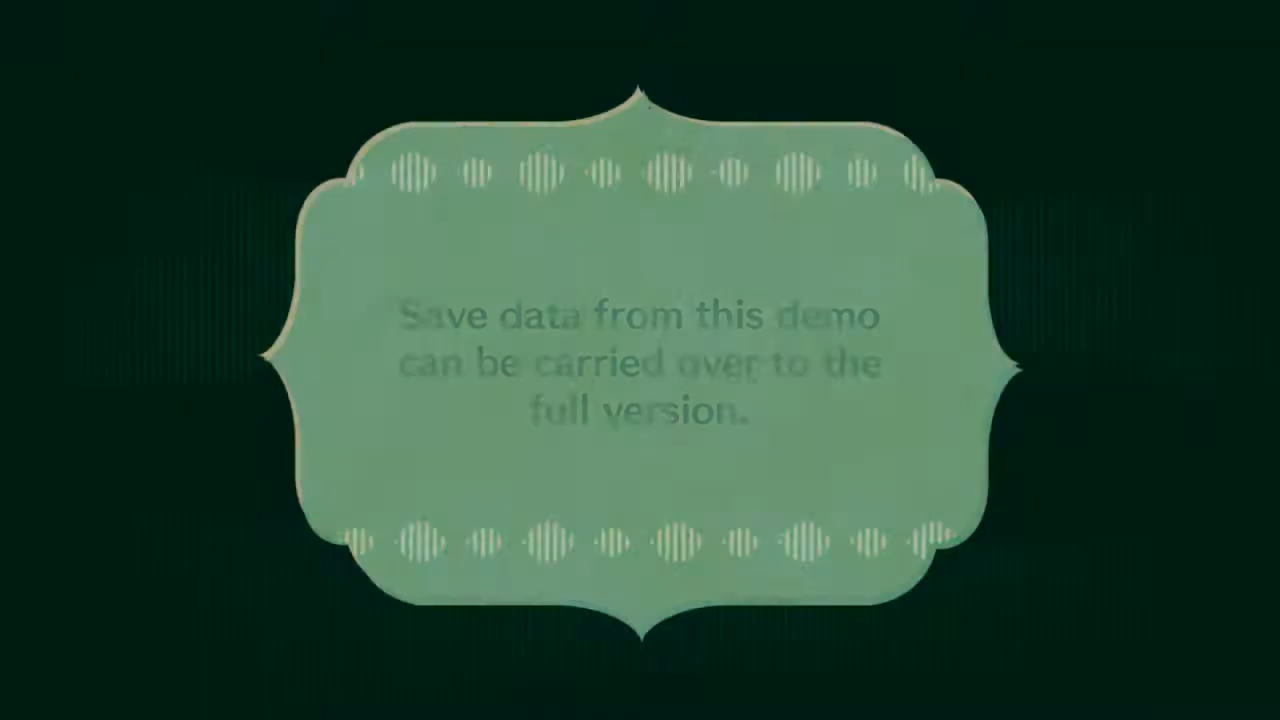 Save data from this demo
can be carried over to the
full version.